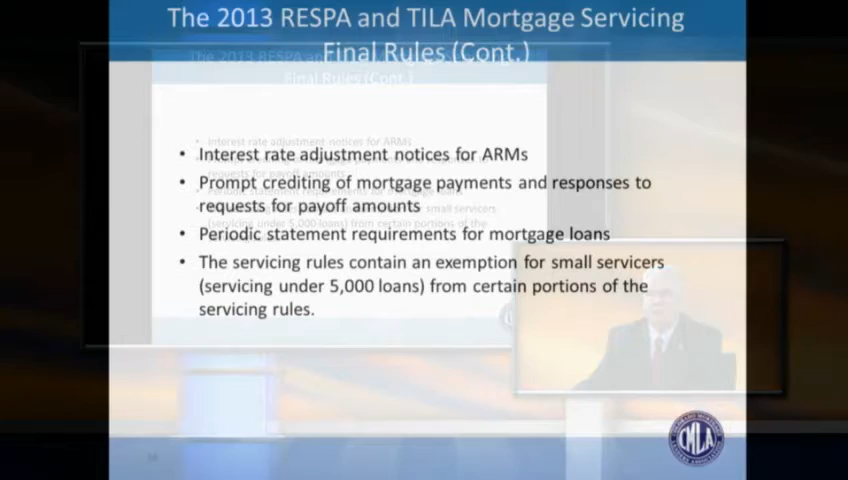 The 2013 RESPA and TILA Mortgage Servicing
Final Rules (Cont.)
• Interest rate adjustment notices for ARMs
• Prompt crediting of mortgage payments and responses to
requests for payoff amounts
• Periodic statement requirements for mortgage loans
• The servicing rules contain an exemption for small servicers
(servicing under 5,000 loans) from certain portions of the
servicing rules.
CMLA